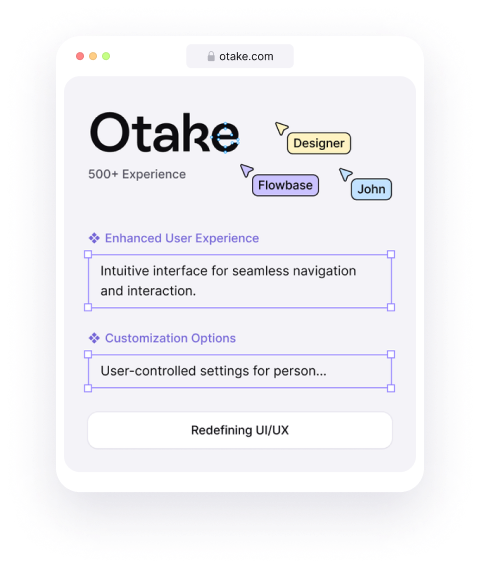 otake.com
Otake
Designer
500+ Experience
Flowbase
John
Enhanced User Experience
Intuitive interface for seamless navigation
and interaction.
Customization Options
User-controlled settings for person...
Redefining UI/UX